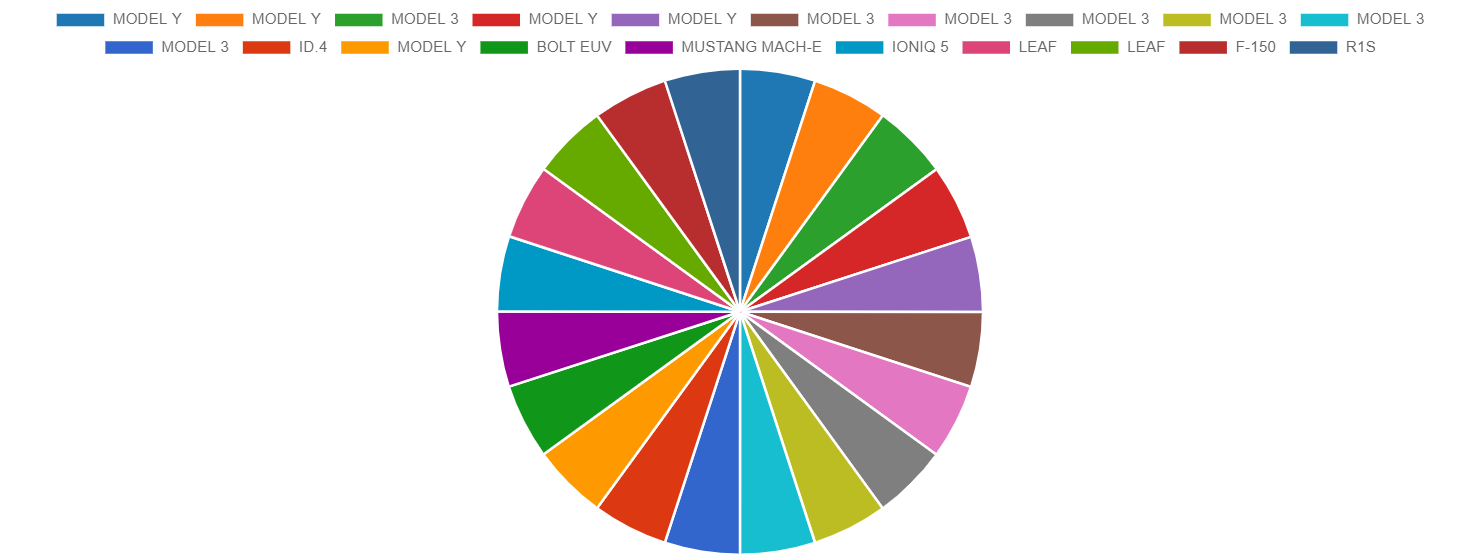 MODEL Y MODEL Y MODEL 3 MODEL Y MODEL Y MODEL 3 MODEL 3 MODEL 3 MODEL 3 MODEL 3
MODEL 3 ID.4 MODEL Y BOLT EUV MUSTANG MACH-E IONIQ 5 LEAF LEAF F-150 R1S